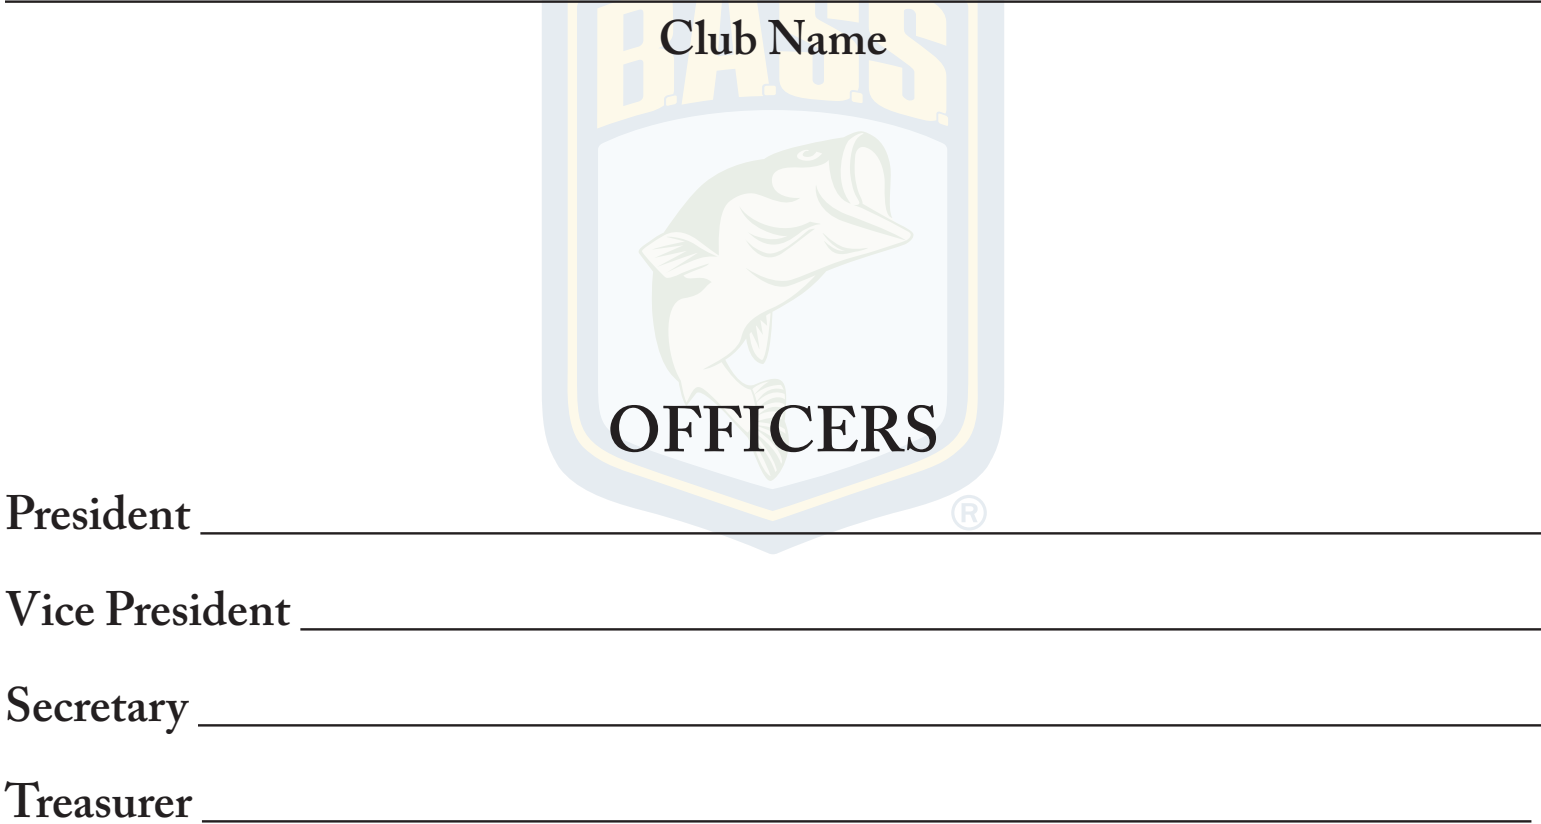 B.A.S.S.
Club Name
OFFICERS
®
President
Vice President
Secretary
Treasurer